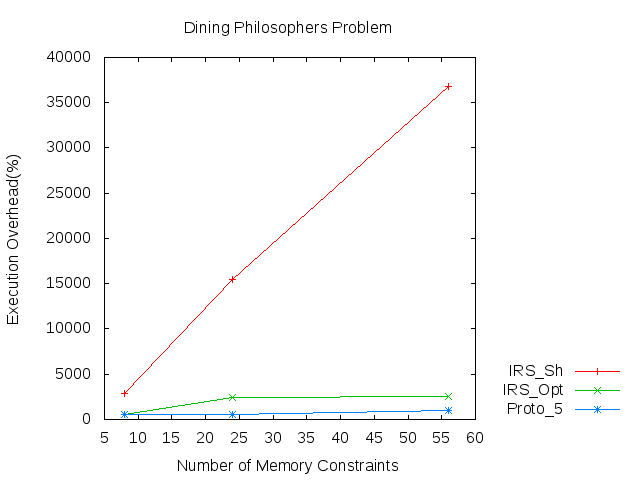 Dining Philosophers Problem
40000
35000
30000
25000
20000
15000
10000
5000
0
Execution Overhead(%)
5 10 15 20 25 30 35 40 45 50 55 60
Number of Memory Constraints
IRS_Sh
IRS_Opt
Proto_5